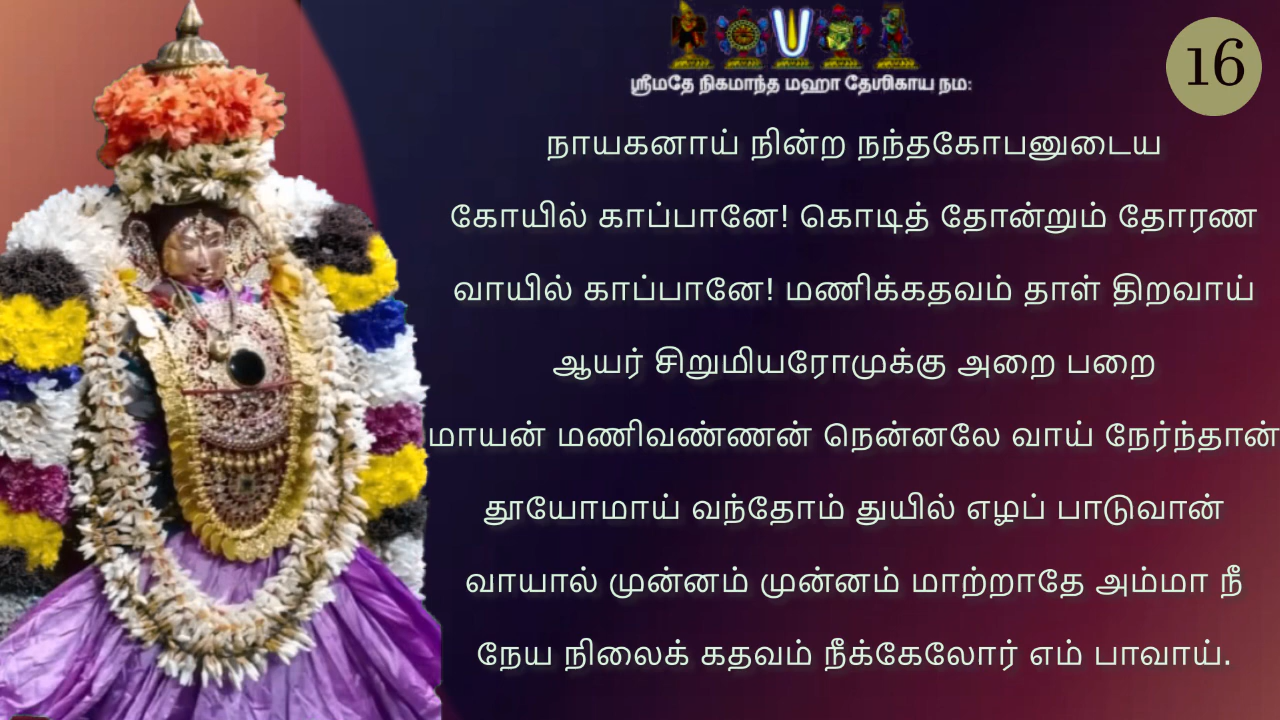 ஸ்ரீமதே நிகமாந்த மஹா தேஶிகாய நம:
16
நாயகனாய் நின்ற நந்தகோபனுடைய
கோயில் காப்பானே! கொடித் தோன்றும் தோரண
வாயில் காப்பானே! மணிக்கதவம் தாள் திறவாய்
ஆயர் சிறுமியரோமுக்கு அறை பறை
மாயன் மணிவண்ணன் நென்னலே வாய் நேர்ந்தான்
தூயோமாய் வந்தோம் துயில் எழப் பாடுவான்
வாயால் முன்னம் முன்னம் மாற்றாதே அம்மா நீ
நேய நிலைக் கதவம் நீக்கேலோர் எம் பாவாய்.